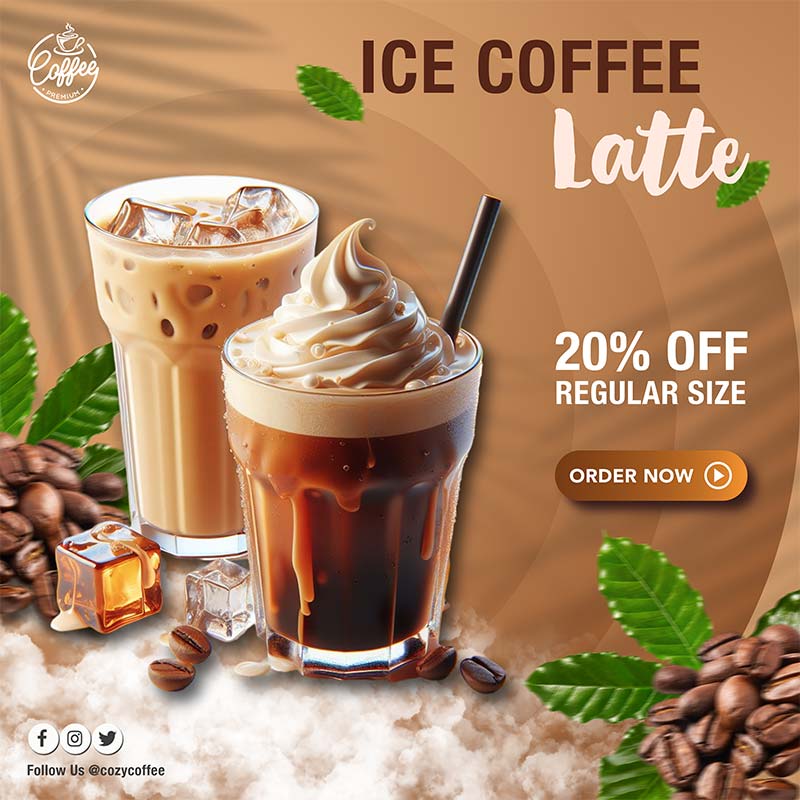 Coffee
• PREMIUM •
ICE COFFEE
Latte
20% OFF
REGULAR SIZE
ORDER NOW
Follow Us @cozycoffee